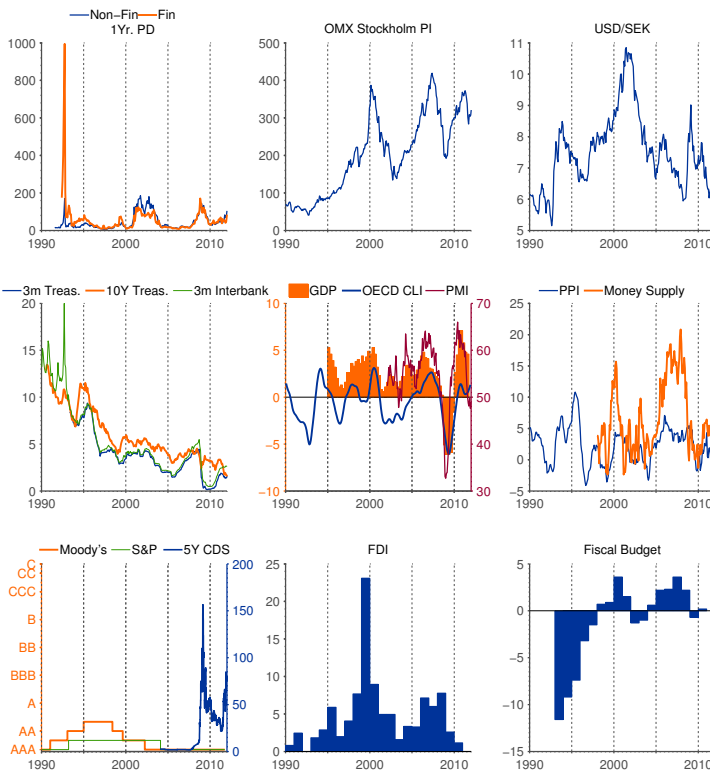 Non−Fin Fin
1Yr. PD
1000
800
600
400
200
0
1990 2000 2010
OMX Stockholm PI
500
400
300
200
100
0
1990 2000 2010
USD/SEK
11
10
9
8
7
6
5
1990 2000 2010
3m Treas. 10Y Treas. 3m Interbank
20
15
10
5
0
1990 2000 2010
GDP OECD CLI PMI
10 70
5 60
0 50
−5 40
−10 30
1990 2000 2010
PPI Money Supply
25
20
15
10
5
0
−5
1990 2000 2010
Moody's S&P 5Y CDS
C 200
CC
CCC
150
B
BB 100
BBB
A 50
AA
AAA 0
1990 2000 2010
FDI
25
20
15
10
5
0
1990 2000 2010
Fiscal Budget
5
0
−5
−10
−15
1990 2000 2010